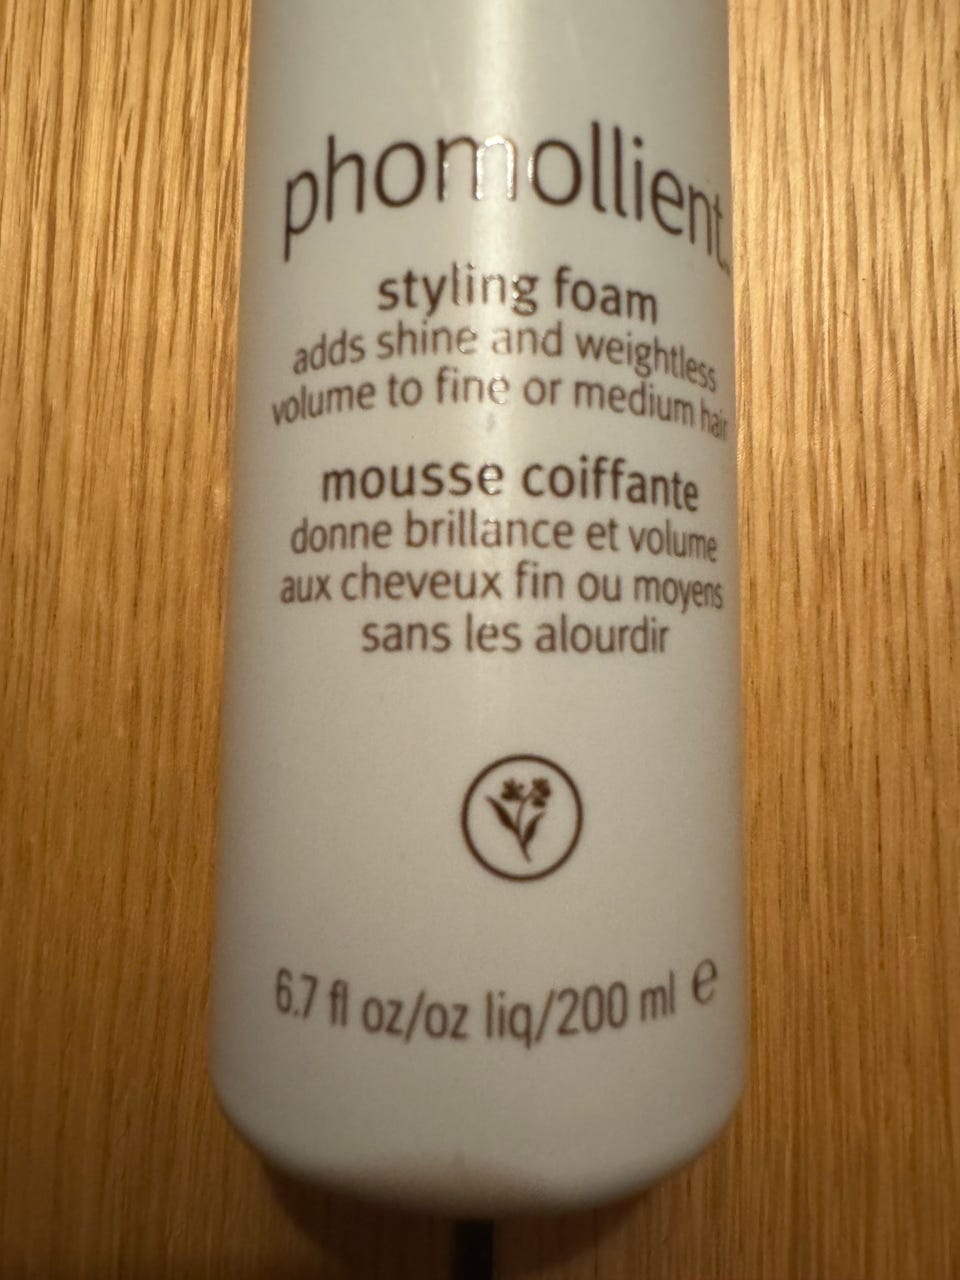 phomollient™
styling foam
adds shine and weightless
volume to fine or medium hair
mousse coiffante
donne brillance et volume
aux cheveux fin ou moyens
sans les alourdir
6.7 fl oz/oz liq/200 ml ℮